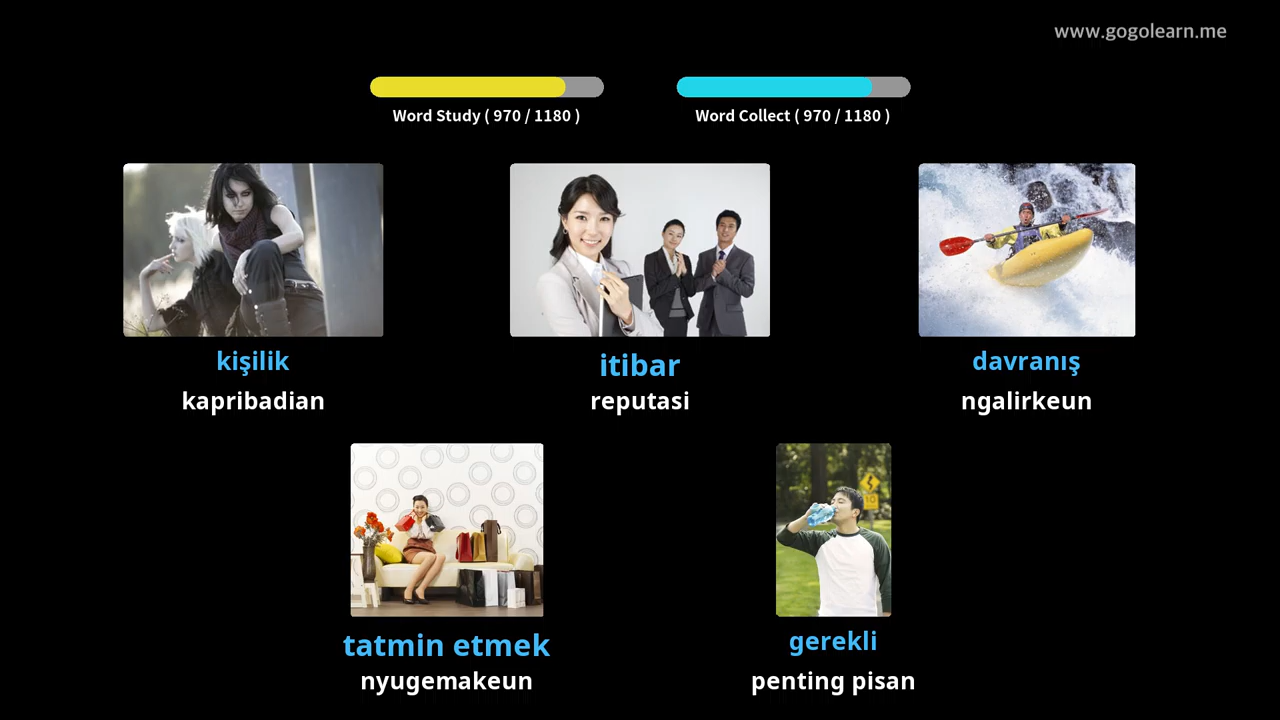 www.gogolearn.me
Word Study ( 970 / 1180 )
Word Collect ( 970 / 1180 )
kişilik
kapribadian
itibar
reputasi
davranış
ngalirkeun
tatmin etmek
nyugemakeun
gerekli
penting pisan